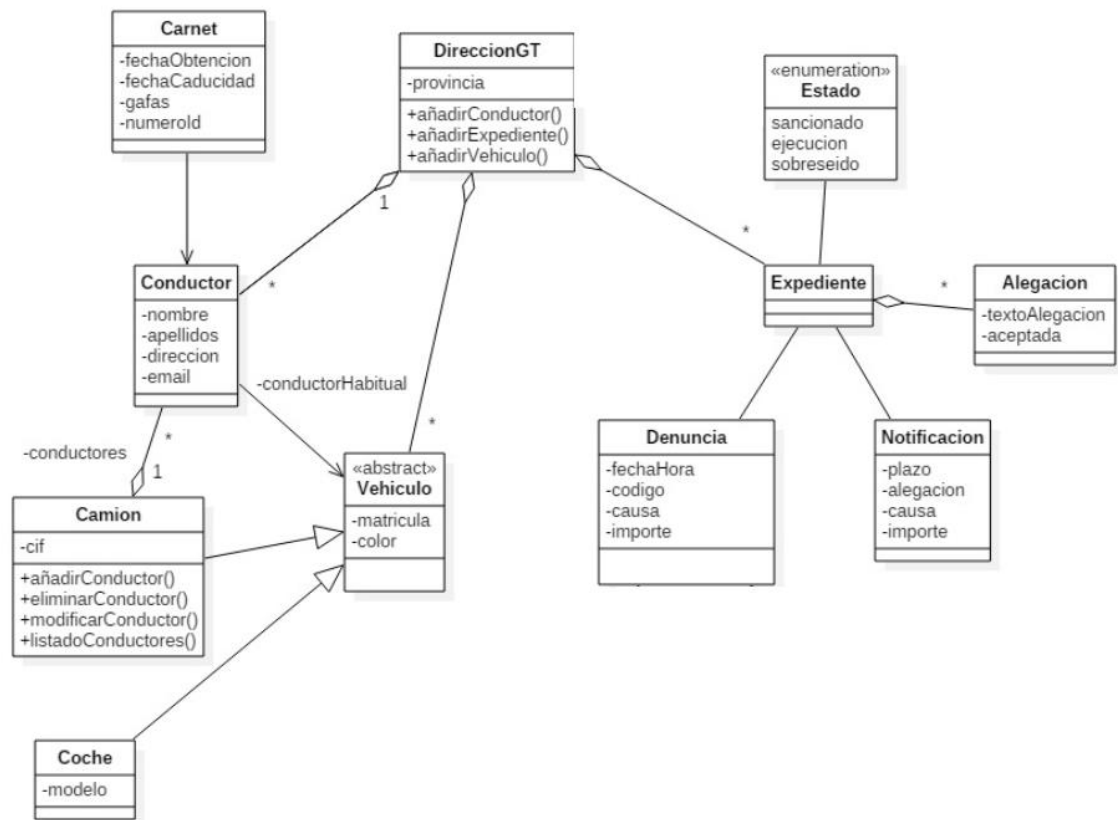 Carnet
-fechaObtencion
-fechaCaducidad
-gafas
-numeroId
DireccionGT
-provincia
+añadirConductor()
+añadirExpediente()
+añadirVehiculo()
«enumeration»
Estado
sancionado
ejecucion
sobreseido
1
*
*
Conductor
-nombre
-apellidos
-direccion
-email
Expediente
*
Alegacion
-textoAlegacion
-aceptada
-conductorHabitual
*
-conductores
*
1
«abstract»
Vehiculo
-matricula
-color
Denuncia
-fechaHora
-codigo
-causa
-importe
Notificacion
-plazo
-alegacion
-causa
-importe
Camion
-cif
+añadirConductor()
+eliminarConductor()
+modificarConductor()
+listadoConductores()
Coche
-modelo